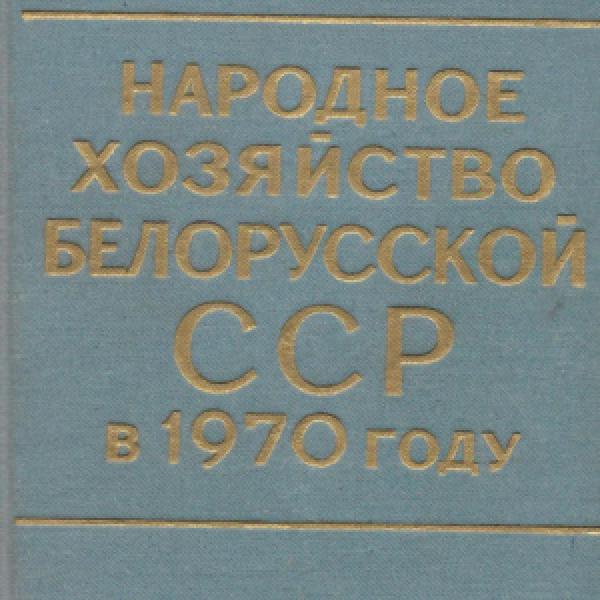 НАРОДНОЕ
ХОЗЯЙСТВО
БЕЛОРУССКОЙ
ССР
в 1970 году